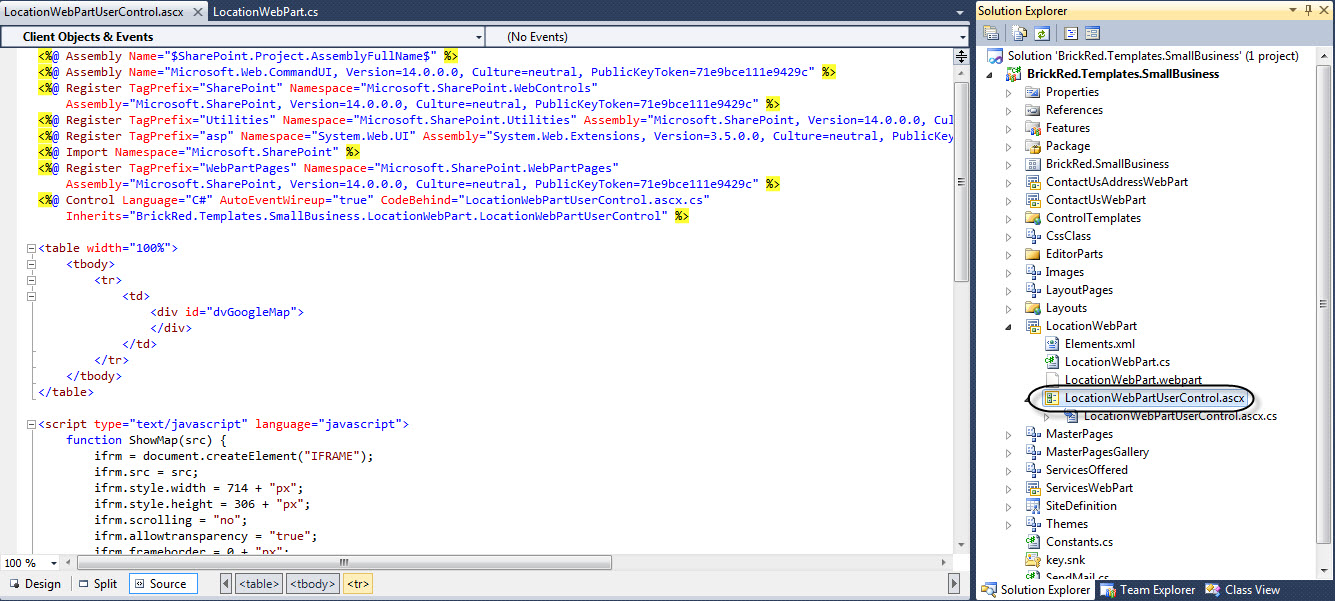 LocationWebPartUserControl.ascx
LocationWebPart.cs
Client Objects & Events
(No Events)
<%@ Assembly Name="$SharePoint.Project.AssemblyFullName$" %>
<%@ Assembly Name="Microsoft.Web.CommandUI, Version=14.0.0.0, Culture=neutral, PublicKeyToken=71e9bce111e9429c" %>
<%@ Register TagPrefix="SharePoint" Namespace="Microsoft.SharePoint.WebControls"
Assembly="Microsoft.SharePoint, Version=14.0.0.0, Culture=neutral, PublicKeyToken=71e9bce111e9429c" %>
<%@ Register TagPrefix="Utilities" Namespace="Microsoft.SharePoint.Utilities" Assembly="Microsoft.SharePoint, Version=14.0.0.0, Cul
<%@ Register TagPrefix="asp" Namespace="System.Web.UI" Assembly="System.Web.Extensions, Version=3.5.0.0, Culture=neutral, PublicKey
<%@ Import Namespace="Microsoft.SharePoint" %>
<%@ Register TagPrefix="WebPartPages" Namespace="Microsoft.SharePoint.WebPartPages"
Assembly="Microsoft.SharePoint, Version=14.0.0.0, Culture=neutral, PublicKeyToken=71e9bce111e9429c" %>
<%@ Control Language="C#" AutoEventWireup="true" CodeBehind="LocationWebPartUserControl.ascx.cs"
Inherits="BrickRed.Templates.SmallBusiness.LocationWebPart.LocationWebPartUserControl" %>
<table width="100%">
<tbody>
<tr>
<td>
<div id="dvGoogleMap">
</div>
</td>
</tr>
</tbody>
</table>
<script type="text/javascript" language="javascript">
function ShowMap(src) {
ifrm = document.createElement("IFRAME");
ifrm.src = src;
ifrm.style.width = 714 + "px";
ifrm.style.height = 306 + "px";
ifrm.scrolling = "no";
ifrm.allowtransparency = "true";
ifrm.frameborder = 0 + "px";
100 %
Design
Split
Source
<table>
<tbody>
<tr>
Solution Explorer
Solution 'BrickRed.Templates.SmallBusiness' (1 project)
BrickRed.Templates.SmallBusiness
Properties
References
Features
Package
BrickRed.SmallBusiness
ContactUsAddressWebPart
ContactUsWebPart
ControlTemplates
CssClass
EditorParts
Images
LayoutPages
Layouts
LocationWebPart
Elements.xml
LocationWebPart.cs
LocationWebPart.webpart
LocationWebPartUserControl.ascx
LocationWebPartUserControl.ascx.cs
MasterPages
MasterPagesGallery
ServicesOffered
ServicesWebPart
SiteDefinition
Themes
Constants.cs
key.snk
SendMail.cs
Solution Explorer
Team Explorer
Class View